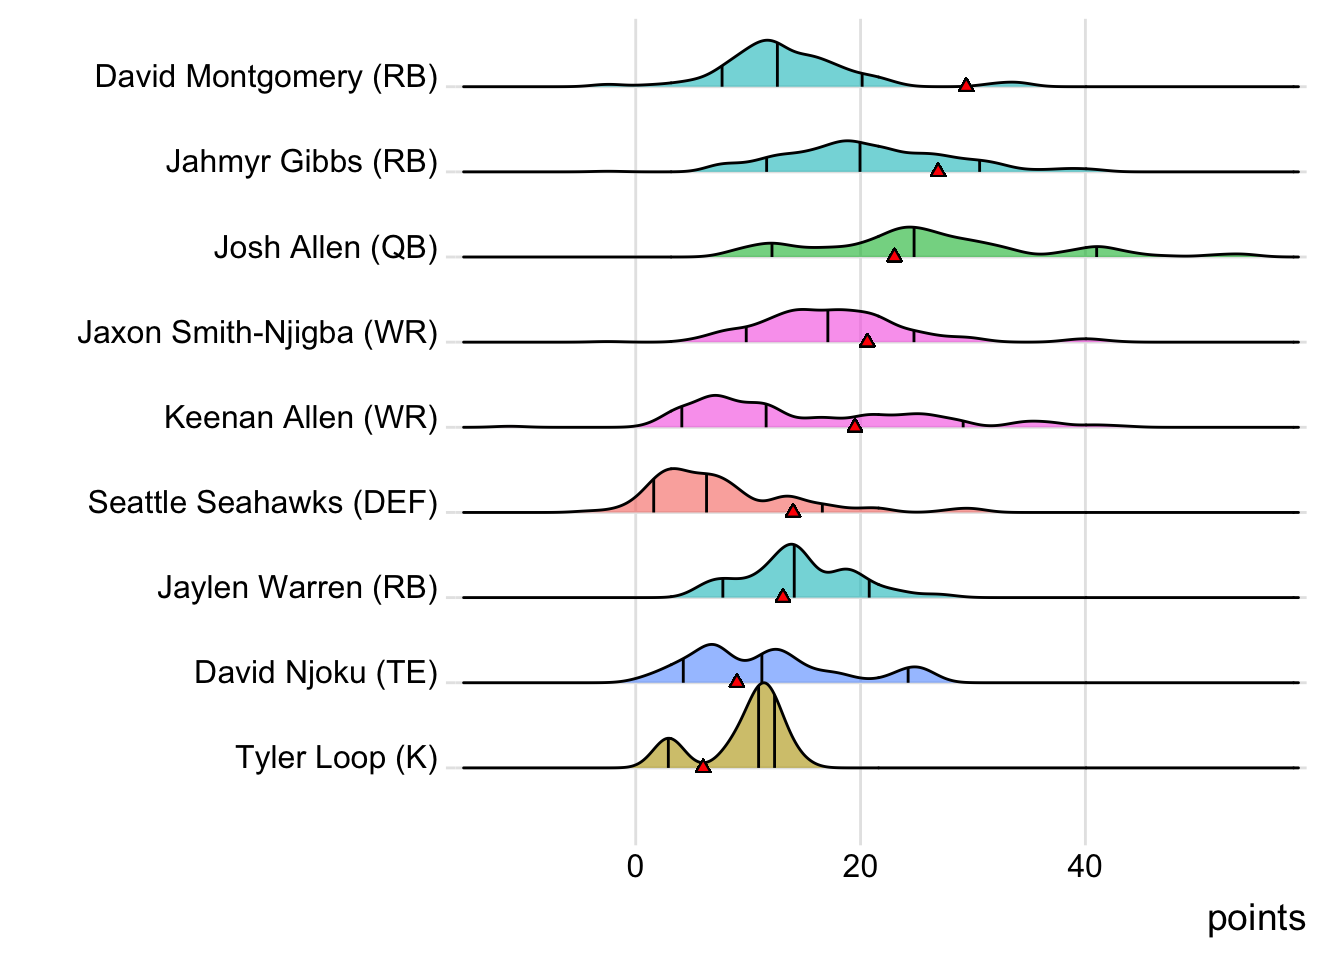 David Montgomery (RB)
Jahmyr Gibbs (RB)
Josh Allen (QB)
Jaxon Smith-Njigba (WR)
Keenan Allen (WR)
Seattle Seahawks (DEF)
Jaylen Warren (RB)
David Njoku (TE)
Tyler Loop (K)
0 20 40
points